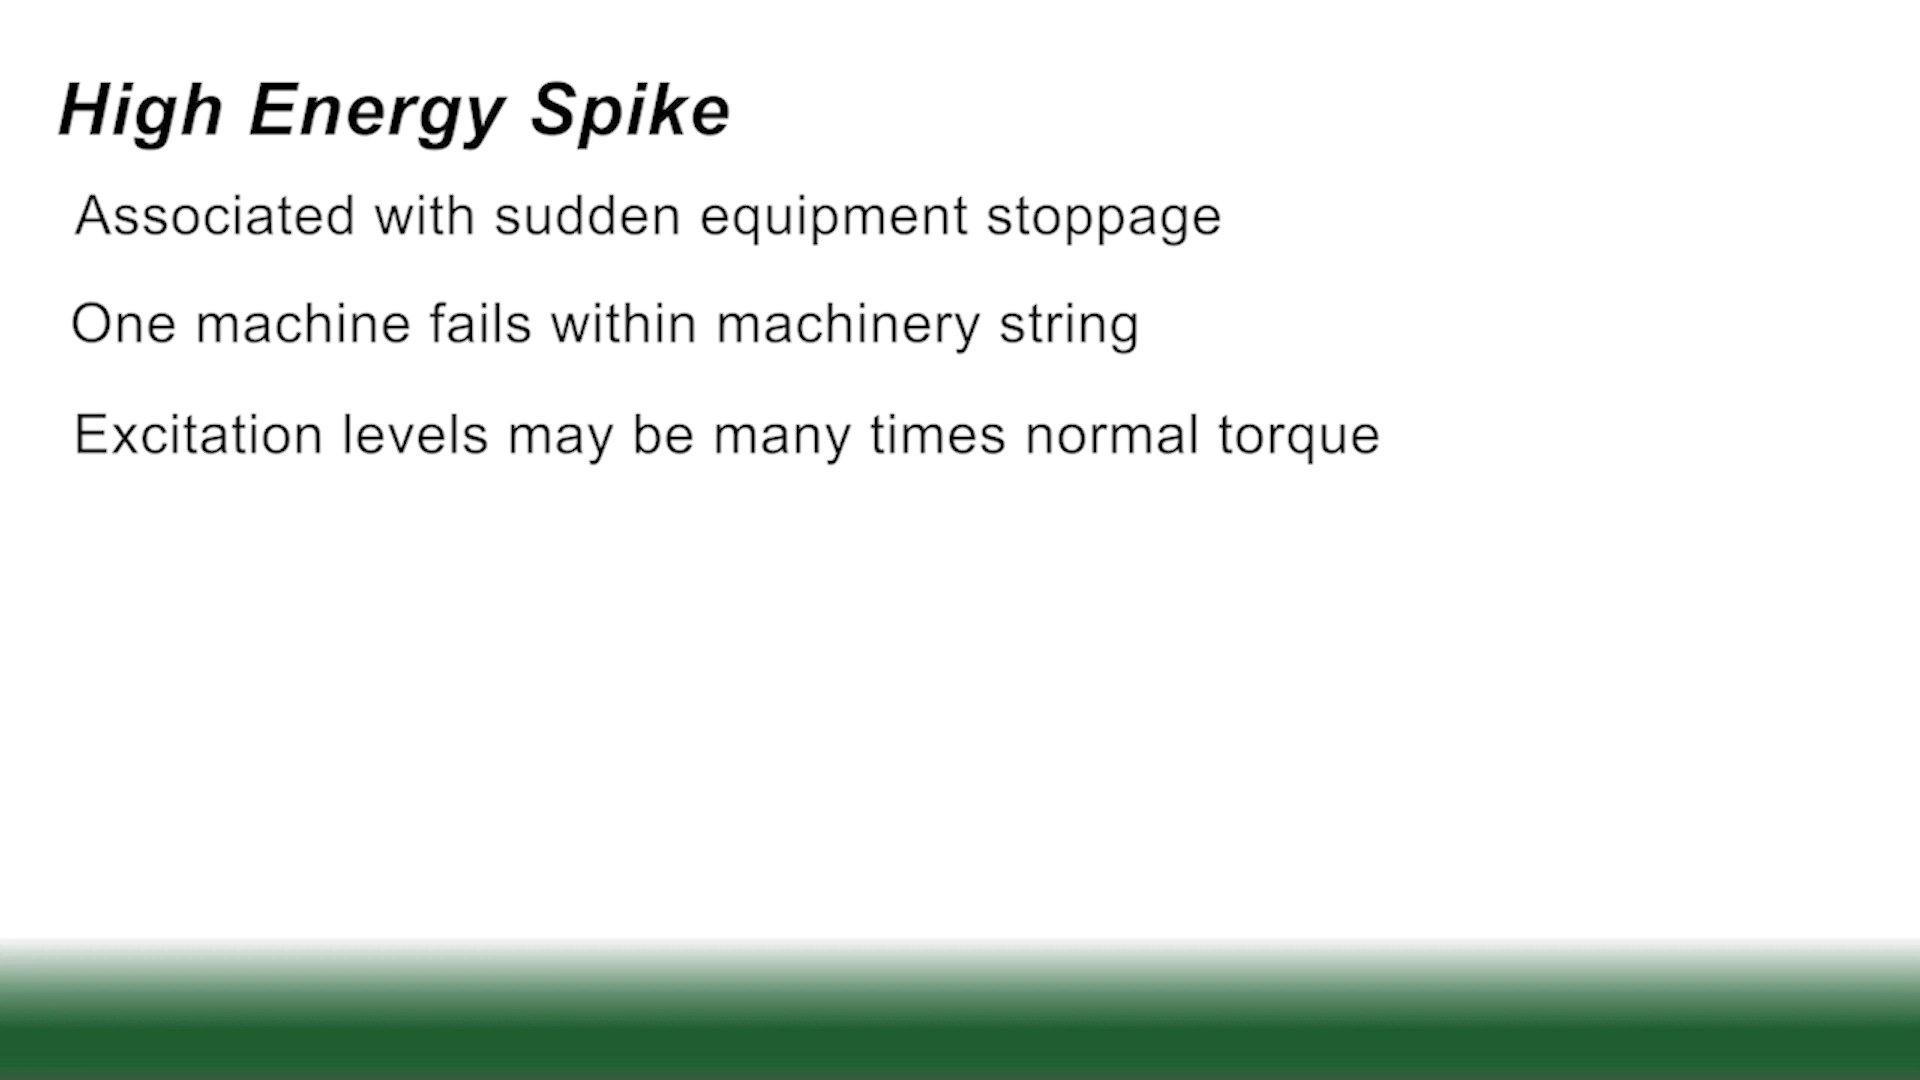 High Energy Spike
Associated with sudden equipment stoppage
One machine fails within machinery string
Excitation levels may be many times normal torque